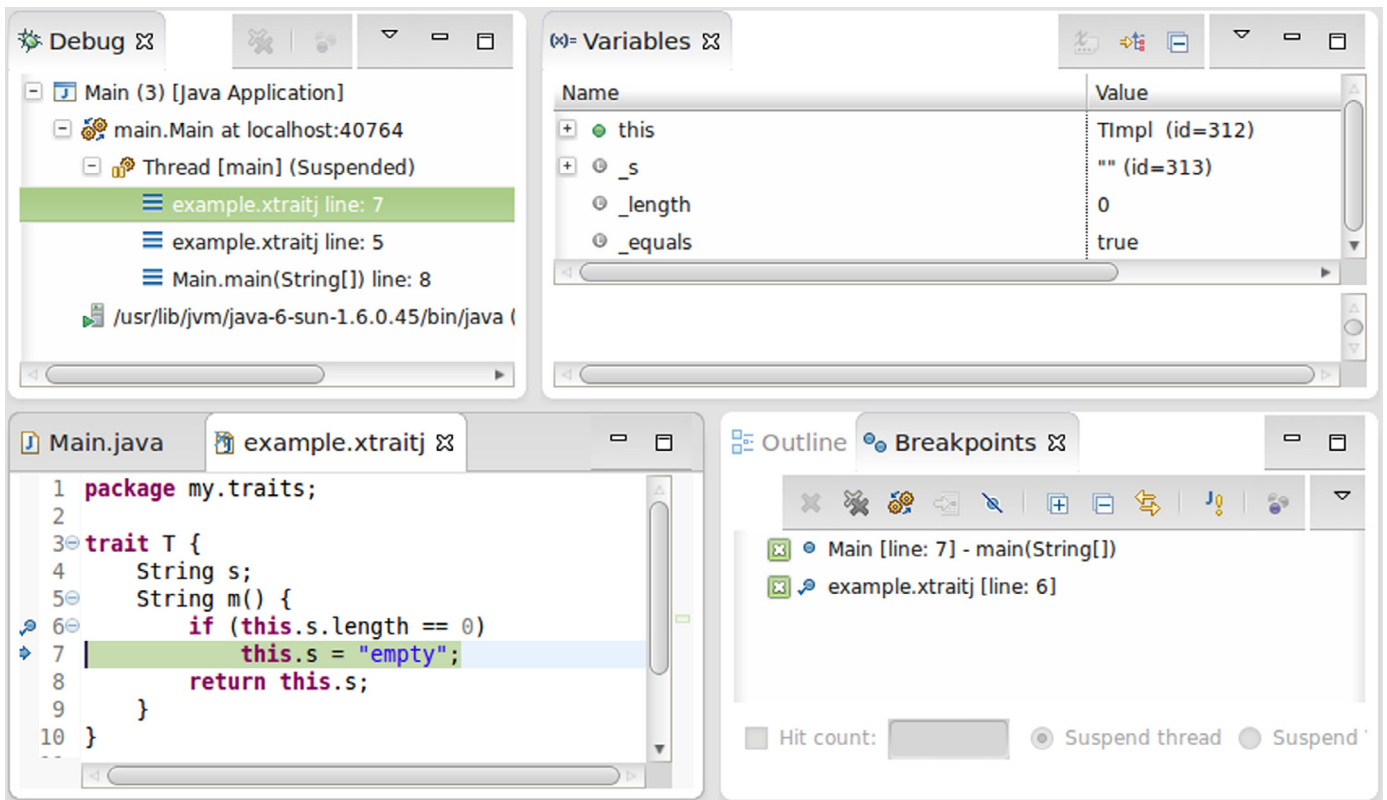 Debug
Main (3) [Java Application]
main.Main at localhost:40764
Thread [main] (Suspended)
example.xtraitj line: 7
example.xtraitj line: 5
Main.main(String[]) line: 8
/usr/lib/jvm/java-6-sun-1.6.0.45/bin/java (
(x)= Variables
Name Value
this TImpl (id=312)
_s "" (id=313)
_length 0
_equals true
Main.java example.xtraitj
1 package my.traits;
2
3 trait T {
4 String s;
5 String m() {
6 if (this.s.length == 0)
7 this.s = "empty";
8 return this.s;
9 }
10 }
Outline Breakpoints
Main [line: 7] - main(String[])
example.xtraitj [line: 6]
Hit count: Suspend thread Suspend